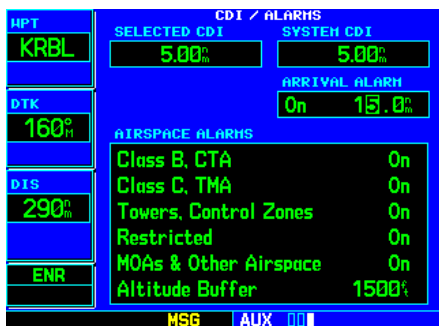 CDI / ALARMS
WPT
KRBL
SELECTED CDI
5.00nm
SYSTEM CDI
5.00nm
ARRIVAL ALARM
On 15.0nm
DTK
160°M
DIS
290nm
ENR
AIRSPACE ALARMS
Class B, CTA On
Class C, TMA On
Towers, Control Zones On
Restricted On
MOAs & Other Airspace On
Altitude Buffer 1500ft
MSG AUX